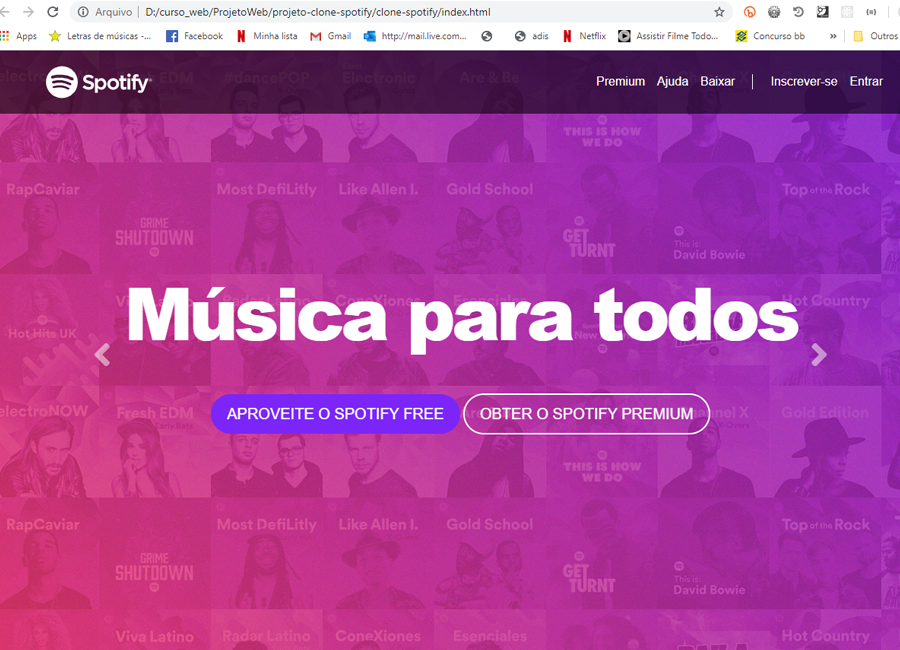 Arquivo | D:/curso_web/ProjetoWeb/projeto-clone-spotify/clone-spotify/index.html
Apps Letras de músicas -... Facebook Minha lista Gmail http://mail.live.com... adis Netflix Assistir Filme Todo... Concurso bb » Outros
Spotify
Premium Ajuda Baixar | Inscrever-se Entrar
EDM #dancePOP Electronic Are & Be
THIS IS HOW
WE DO
RapCaviar Most DefiLitly Like Allen I. Gold School Top of the Rock
GRIME
SHUTDOWN
GET
TURNT
This is:
David Bowie
Hot Country
Hot Hits UK
Música para todos
APROVEITE O SPOTIFY FREE OBTER O SPOTIFY PREMIUM
electroNOW Fresh EDM Gold Edition
THIS IS HOW
WE DO
RapCaviar Most DefiLitly Like Allen I. Gold School Top of the Rock
GRIME
SHUTDOWN
GET
TURNT
This is:
David Bowie
Viva Latino Radar Latino ConeXiones Esenciales Hot Country